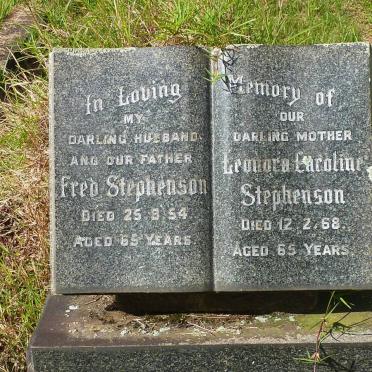 In Loving
MY
DARLING HUSBAND
AND OUR FATHER
Fred Stephenson
DIED 25 9 54
AGED 65 YEARS
Memory of
OUR
DARLING MOTHER
Leonora Caroline
Stephenson
DIED 12.2.68.
AGED 65 YEARS